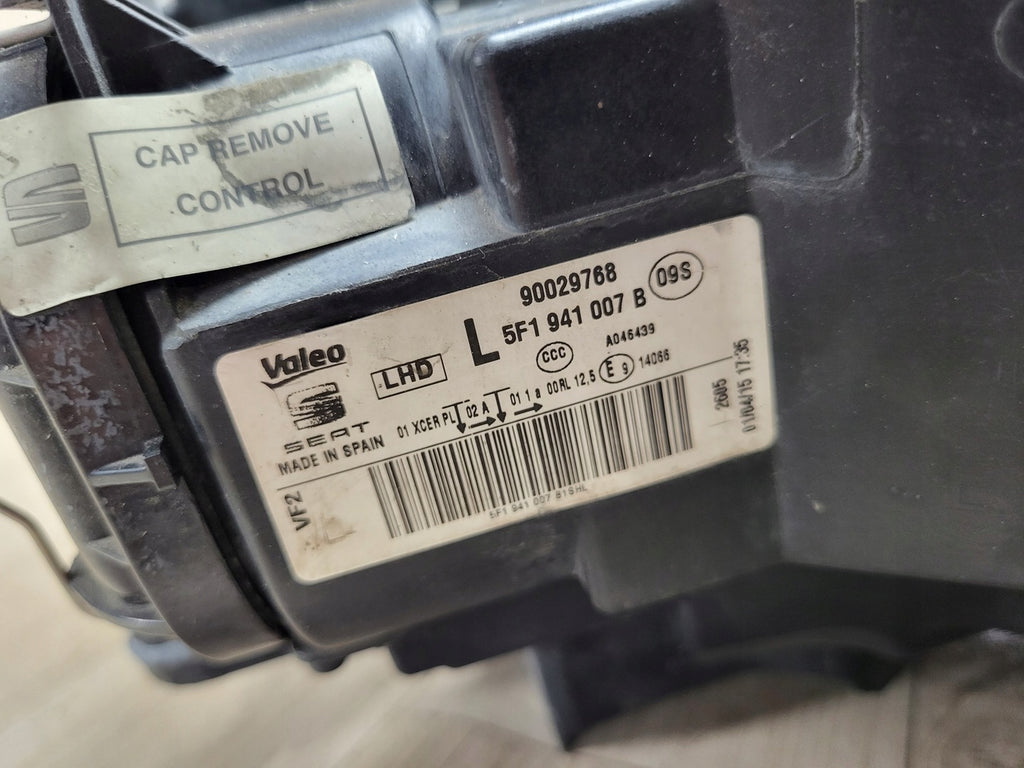 CAP REMOVE
CONTROL
90029768
09S
L 5F1 941 007 B
Valeo
LHD
CCC
A046439
SEAT
01 XCER PL 02 A 01 1 a 00RL 12,5 E 9 14066
MADE IN SPAIN
VF2
2605
01/04/15 17:35
5F1 941 007 B